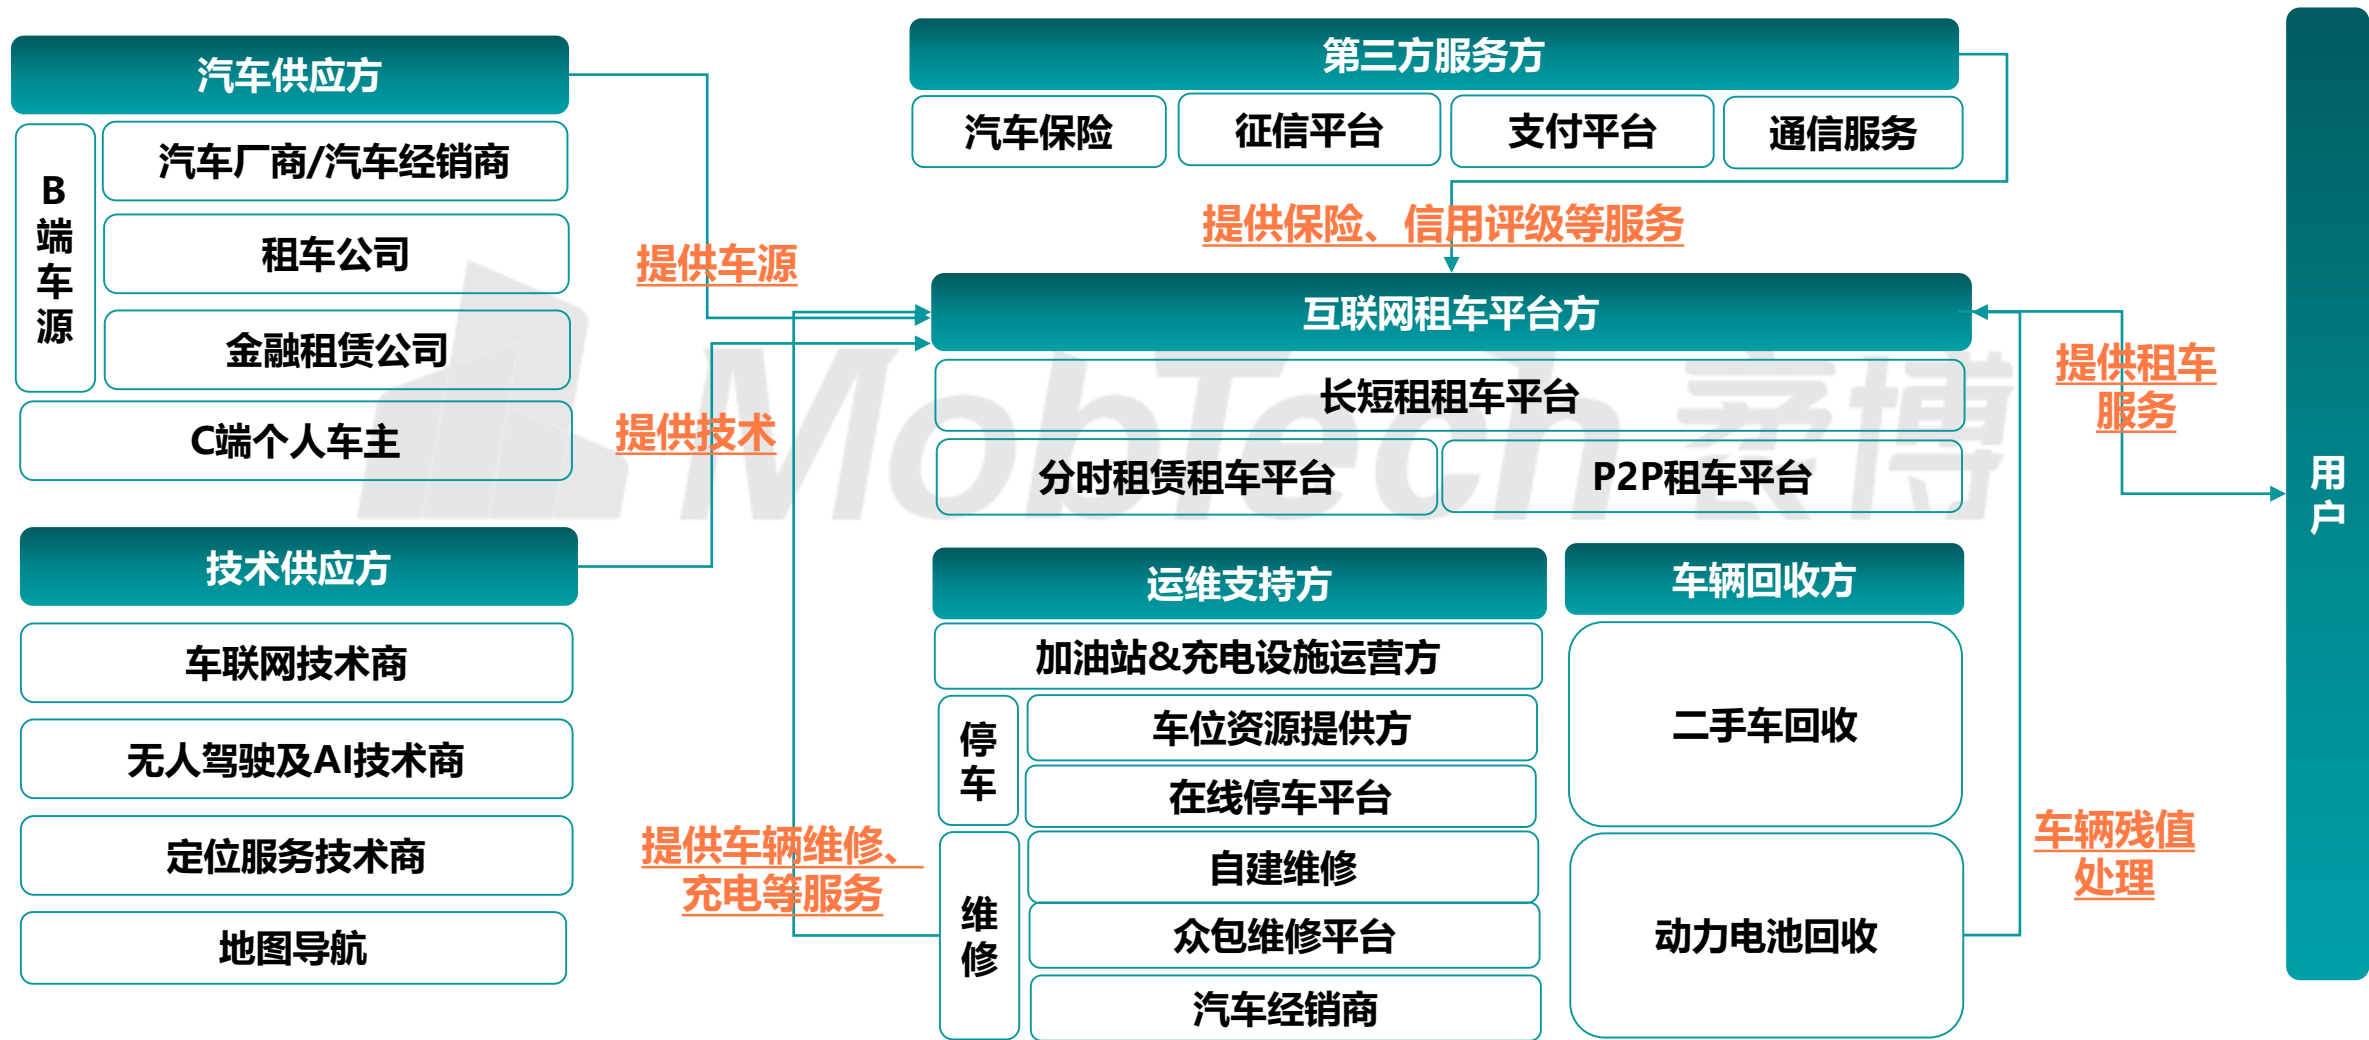 汽车供应方
B端车源
汽车厂商/汽车经销商
租车公司
金融租赁公司
C端个人车主
技术供应方
车联网技术商
无人驾驶及AI技术商
定位服务技术商
地图导航
提供车源
提供技术
提供车辆维修、
充电等服务
第三方服务方
汽车保险
征信平台
支付平台
通信服务
提供保险、信用评级等服务
互联网租车平台方
长短租租车平台
分时租赁租车平台
P2P租车平台
运维支持方
加油站&充电设施运营方
停车
车位资源提供方
在线停车平台
维修
自建维修
众包维修平台
汽车经销商
车辆回收方
二手车回收
动力电池回收
提供租车
服务
车辆残值
处理
用户
MobTech 袤博